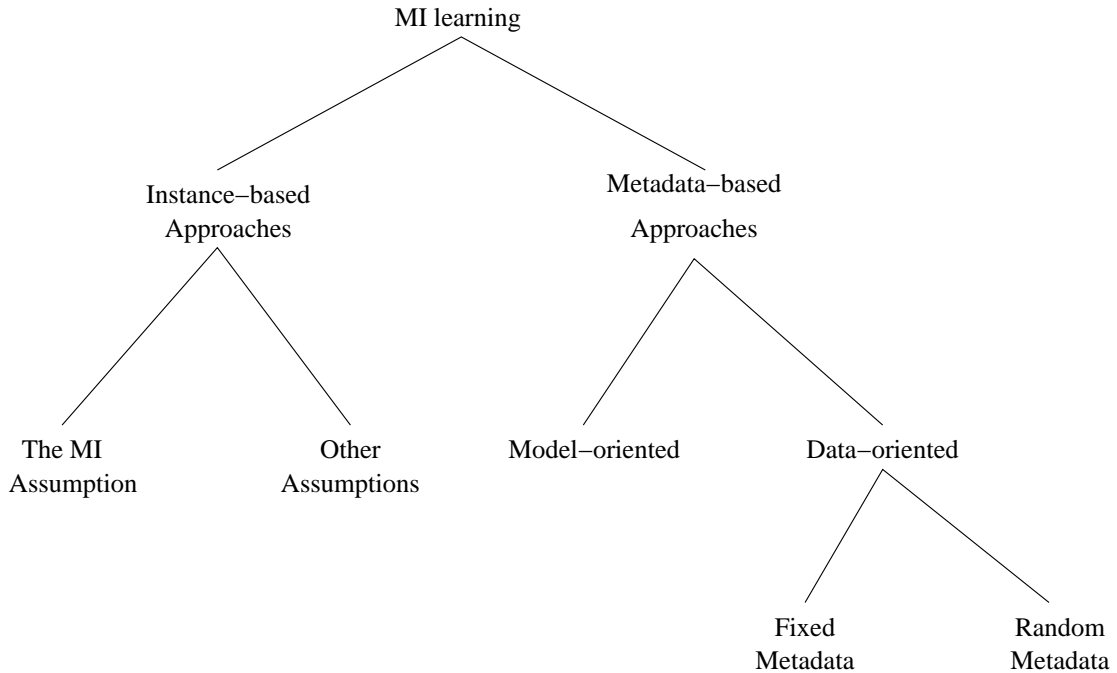 MI learning
Instance−based
Approaches
Metadata−based
Approaches
The MI
Assumption
Other
Assumptions
Model−oriented
Data−oriented
Fixed
Metadata
Random
Metadata